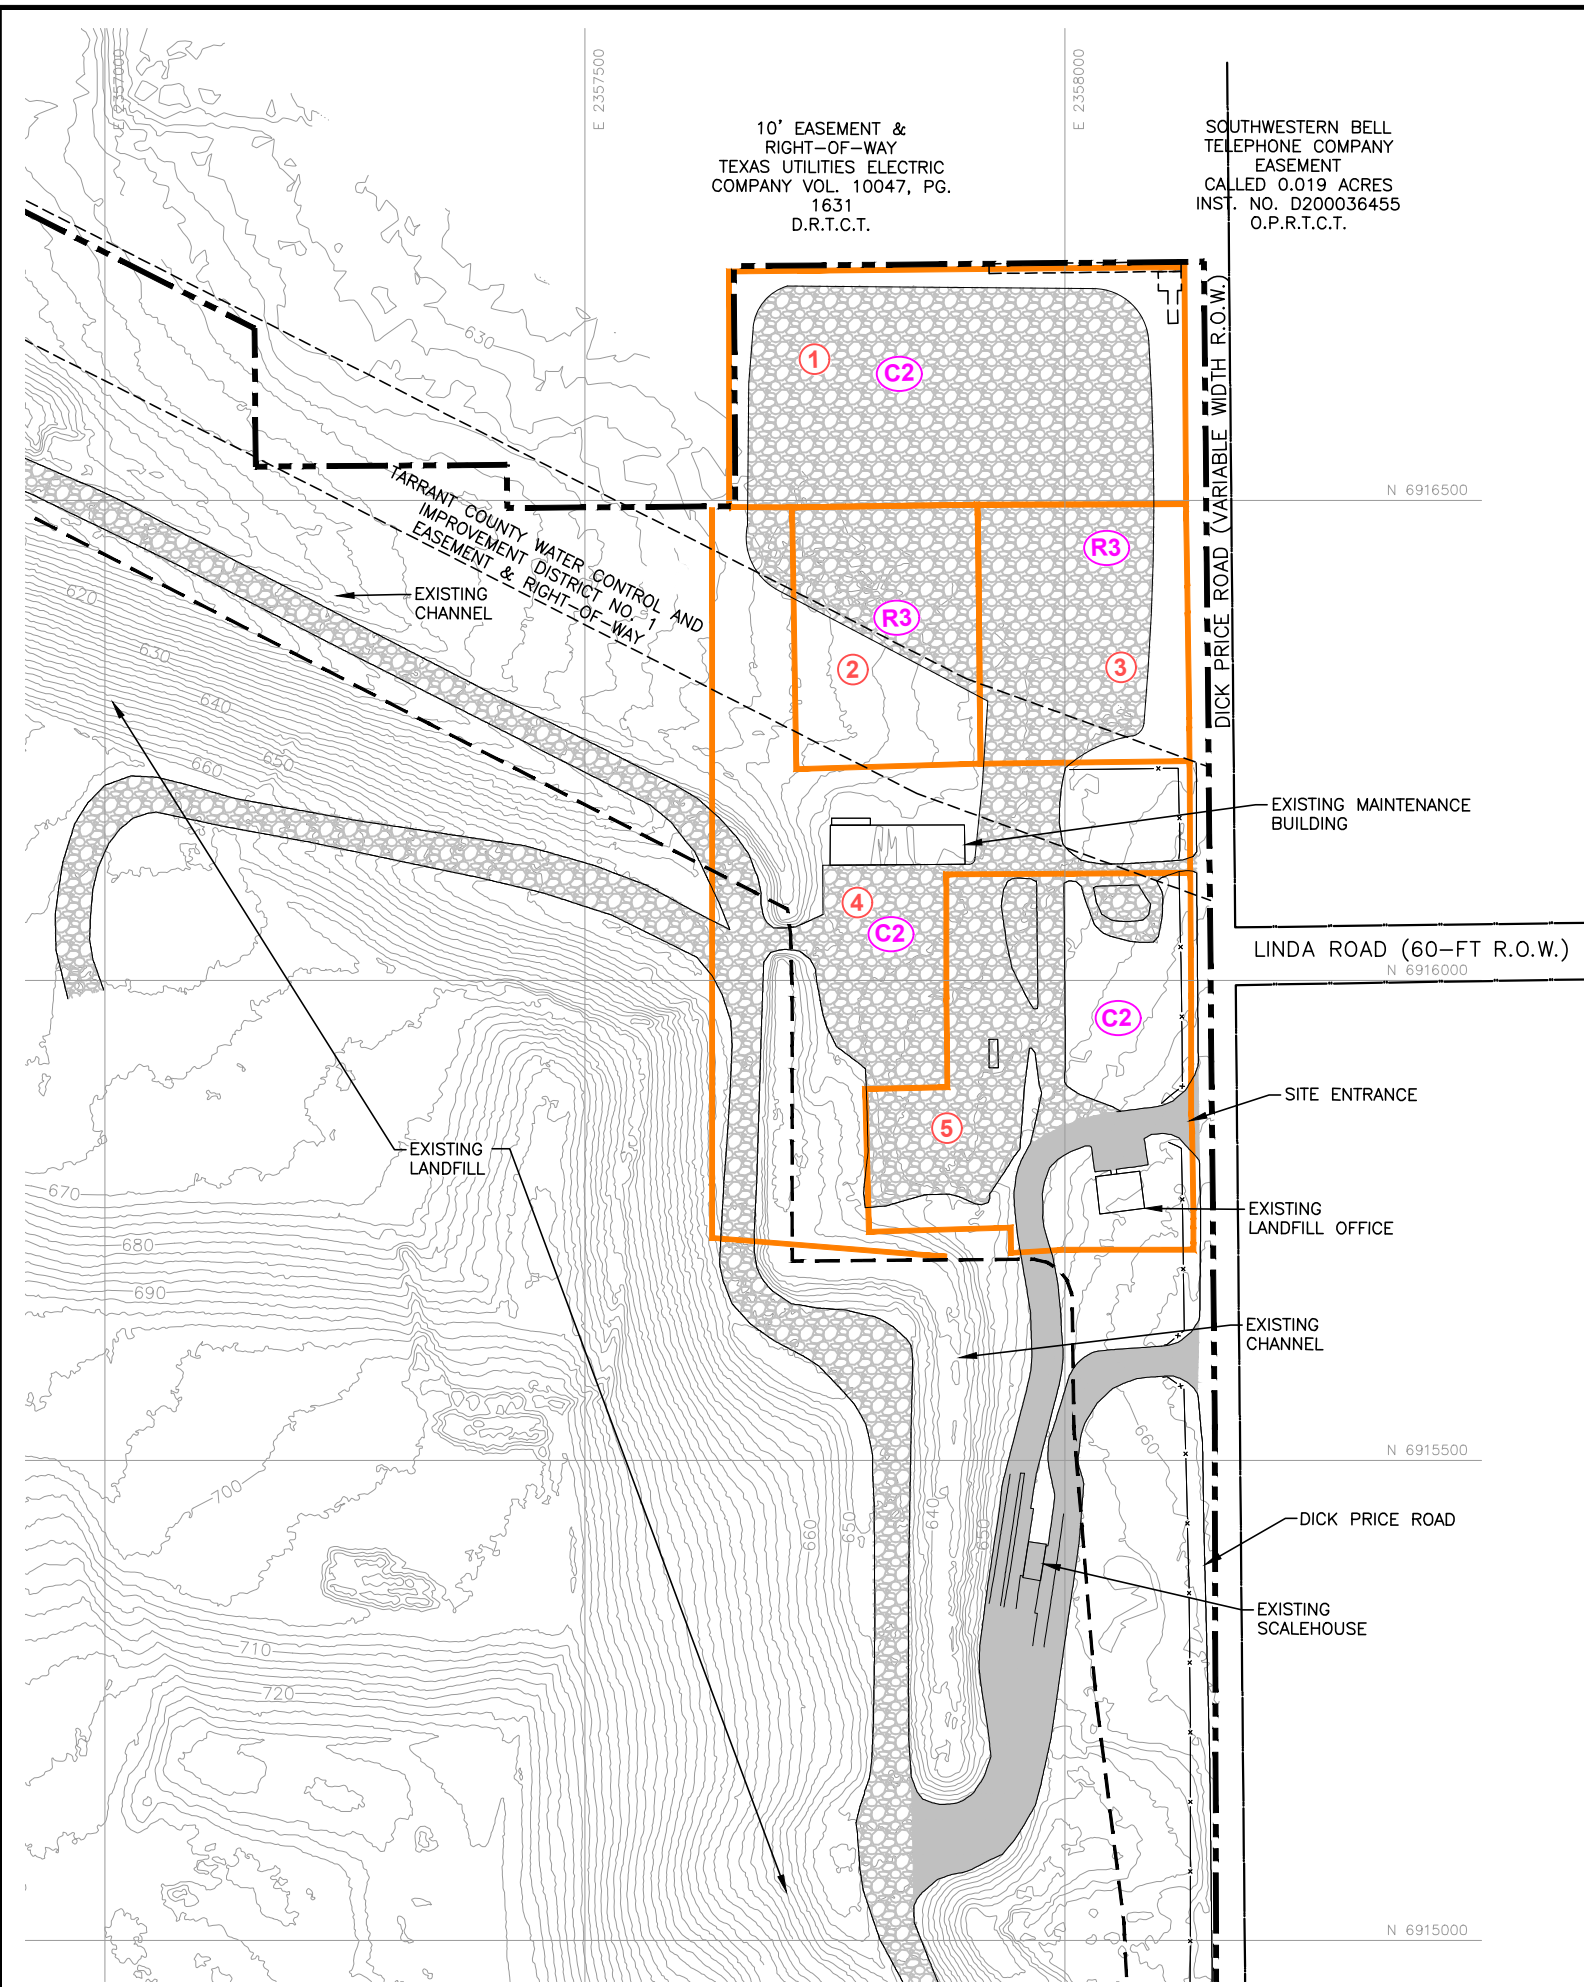 E 2357000
E 2357500
E 2358000
10' EASEMENT &
RIGHT-OF-WAY
TEXAS UTILITIES ELECTRIC
COMPANY VOL. 10047, PG.
1631
D.R.T.C.T.
SOUTHWESTERN BELL
TELEPHONE COMPANY
EASEMENT
CALLED 0.019 ACRES
INST. NO. D200036455
O.P.R.T.C.T.
DICK PRICE ROAD (VARIABLE WIDTH R.O.W.)
630
1
C2
N 6916500
TARRANT COUNTY WATER CONTROL AND
IMPROVEMENT DISTRICT NO. 1
EASEMENT & RIGHT-OF-WAY
R3
R3
EXISTING
CHANNEL
620
630
640
650
660
2
3
EXISTING MAINTENANCE
BUILDING
4
C2
LINDA ROAD (60-FT R.O.W.)
N 6916000
C2
SITE ENTRANCE
5
EXISTING
LANDFILL
670
680
690
EXISTING
LANDFILL OFFICE
EXISTING
CHANNEL
660
N 6915500
700
660
650
640
650
DICK PRICE ROAD
EXISTING
SCALEHOUSE
710
720
N 6915000